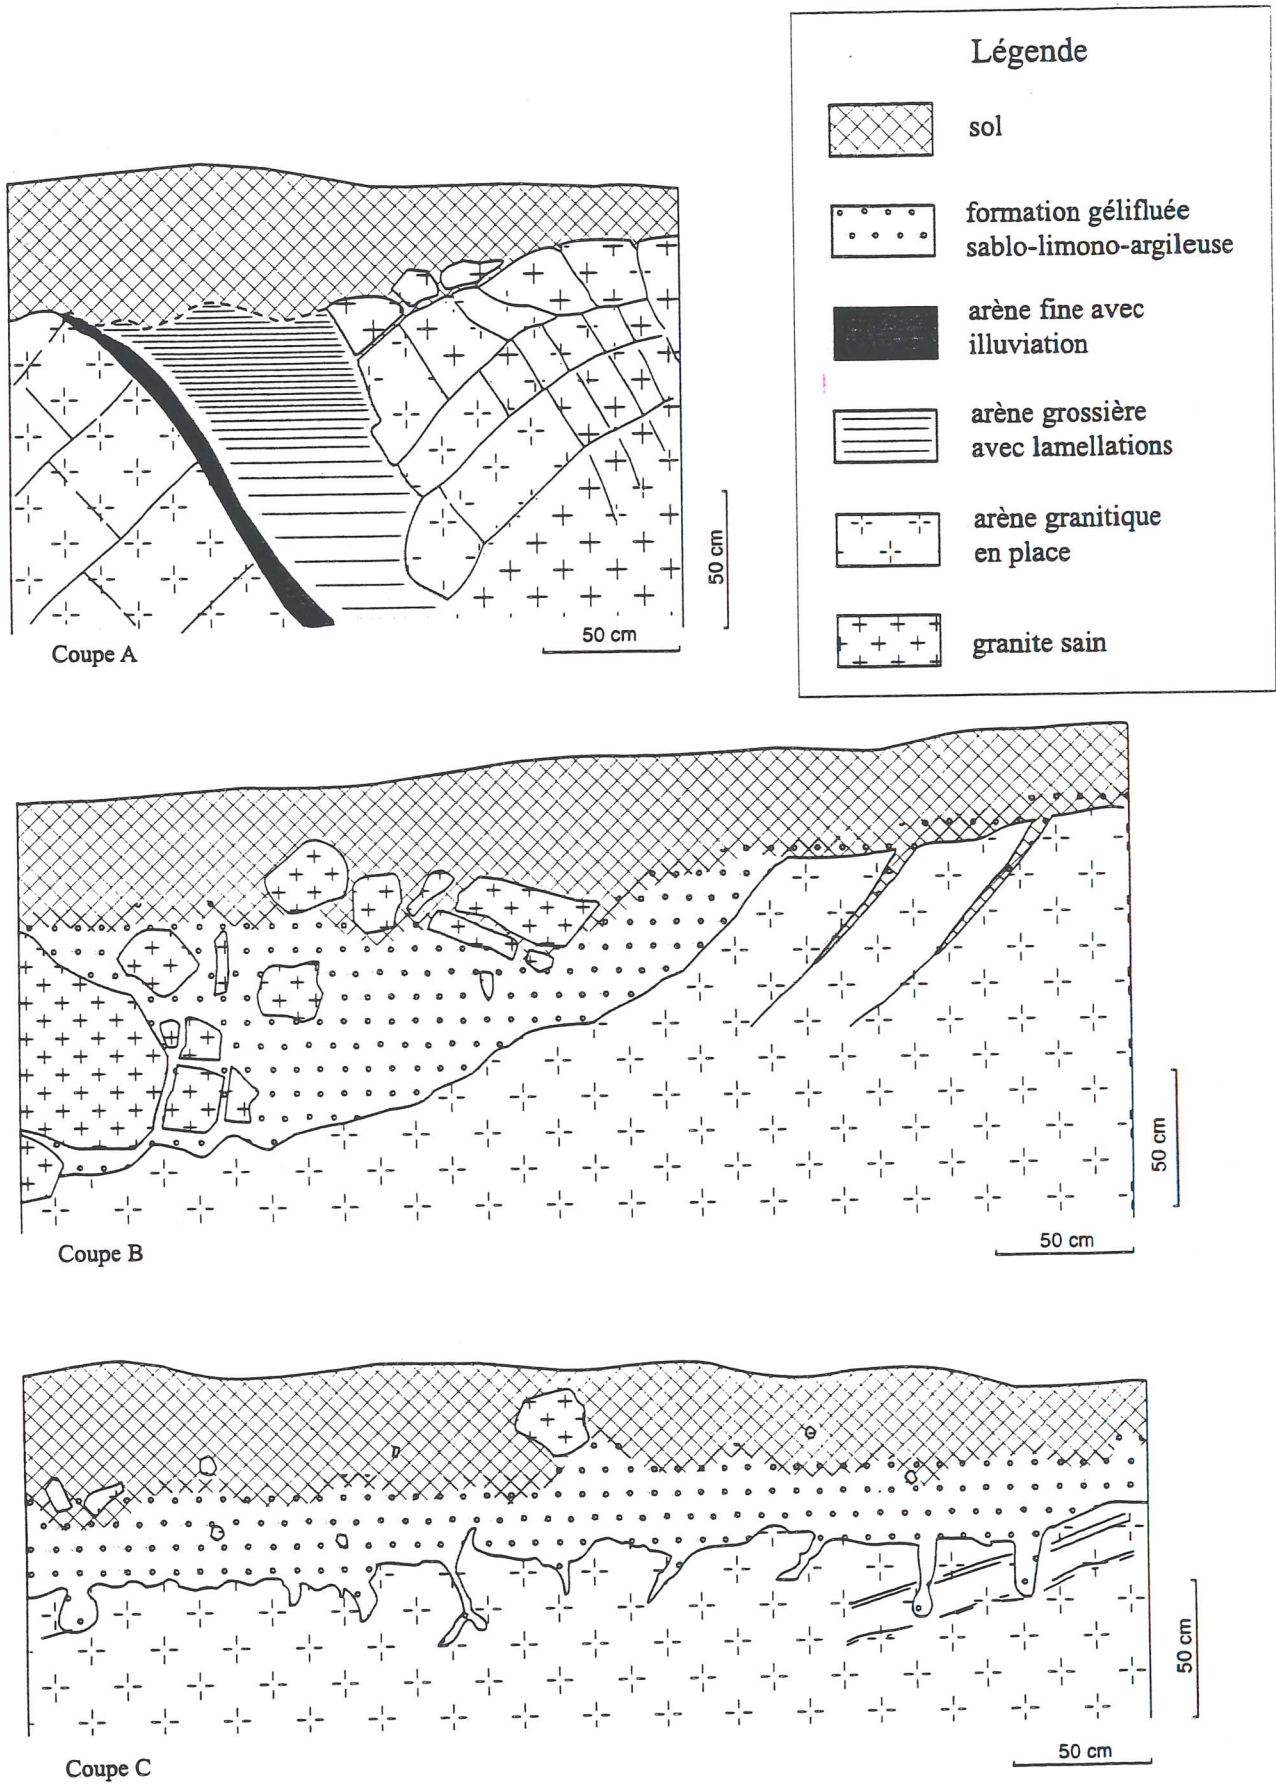 Légende
sol
formation gélifluée
sablo-limono-argileuse
arène fine avec
illuviation
arène grossière
avec lamellations
arène granitique
en place
granite sain
50 cm
50 cm
Coupe A
50 cm
50 cm
Coupe B
50 cm
50 cm
Coupe C